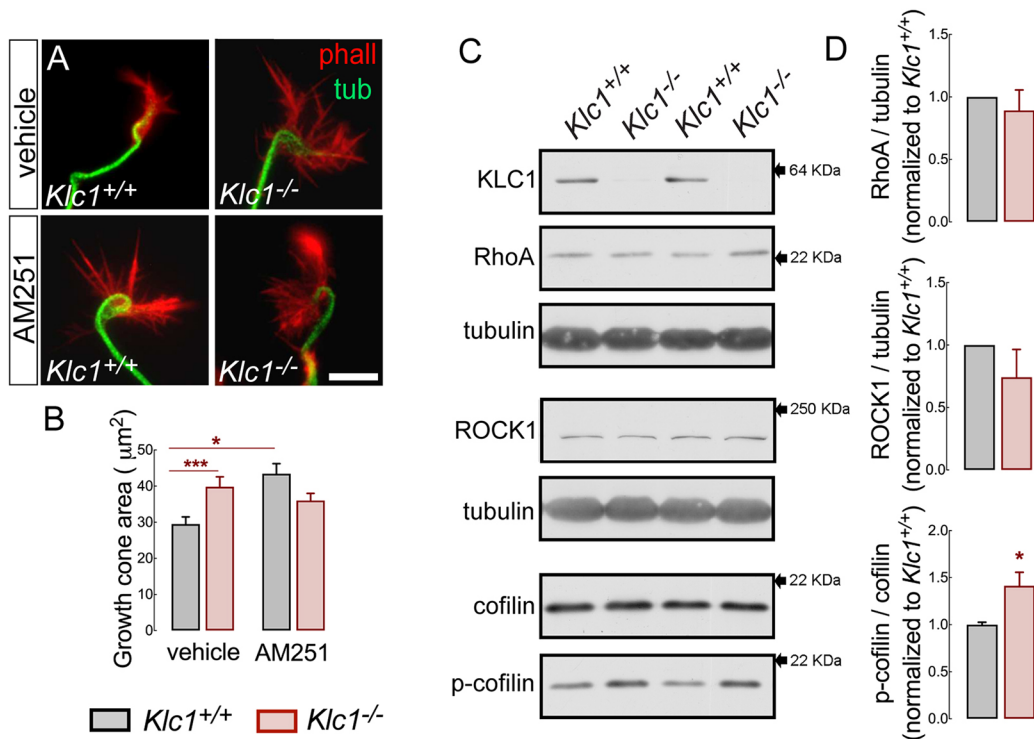 A
vehicle
phall
tub
Klc1+/+
Klc1-/-
AM251
Klc1+/+
Klc1-/-
B
Growth cone area ( μm2)
50
40
30
20
10
0
*
***
vehicle
AM251
Klc1+/+
Klc1-/-
C
Klc1+/+
Klc1-/-
Klc1+/+
Klc1-/-
KLC1
64 KDa
RhoA
22 KDa
tubulin
ROCK1
250 KDa
tubulin
cofilin
22 KDa
p-cofilin
22 KDa
D
RhoA / tubulin
(normalized to Klc1+/+)
1.5
1.0
0.5
0.0
ROCK1 / tubulin
(normalized to Klc1+/+)
1.5
1.0
0.5
0.0
p-cofilin / cofilin
(normalized to Klc1+/+)
2.0
1.5
1.0
0.5
0.0
*